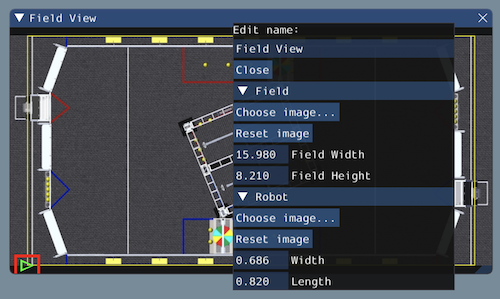 Field View
Edit name:
Field View
Close
Field
Choose image...
Reset image
15.980 Field Width
8.210 Field Height
Robot
Choose image...
Reset image
0.686 Width
0.820 Length